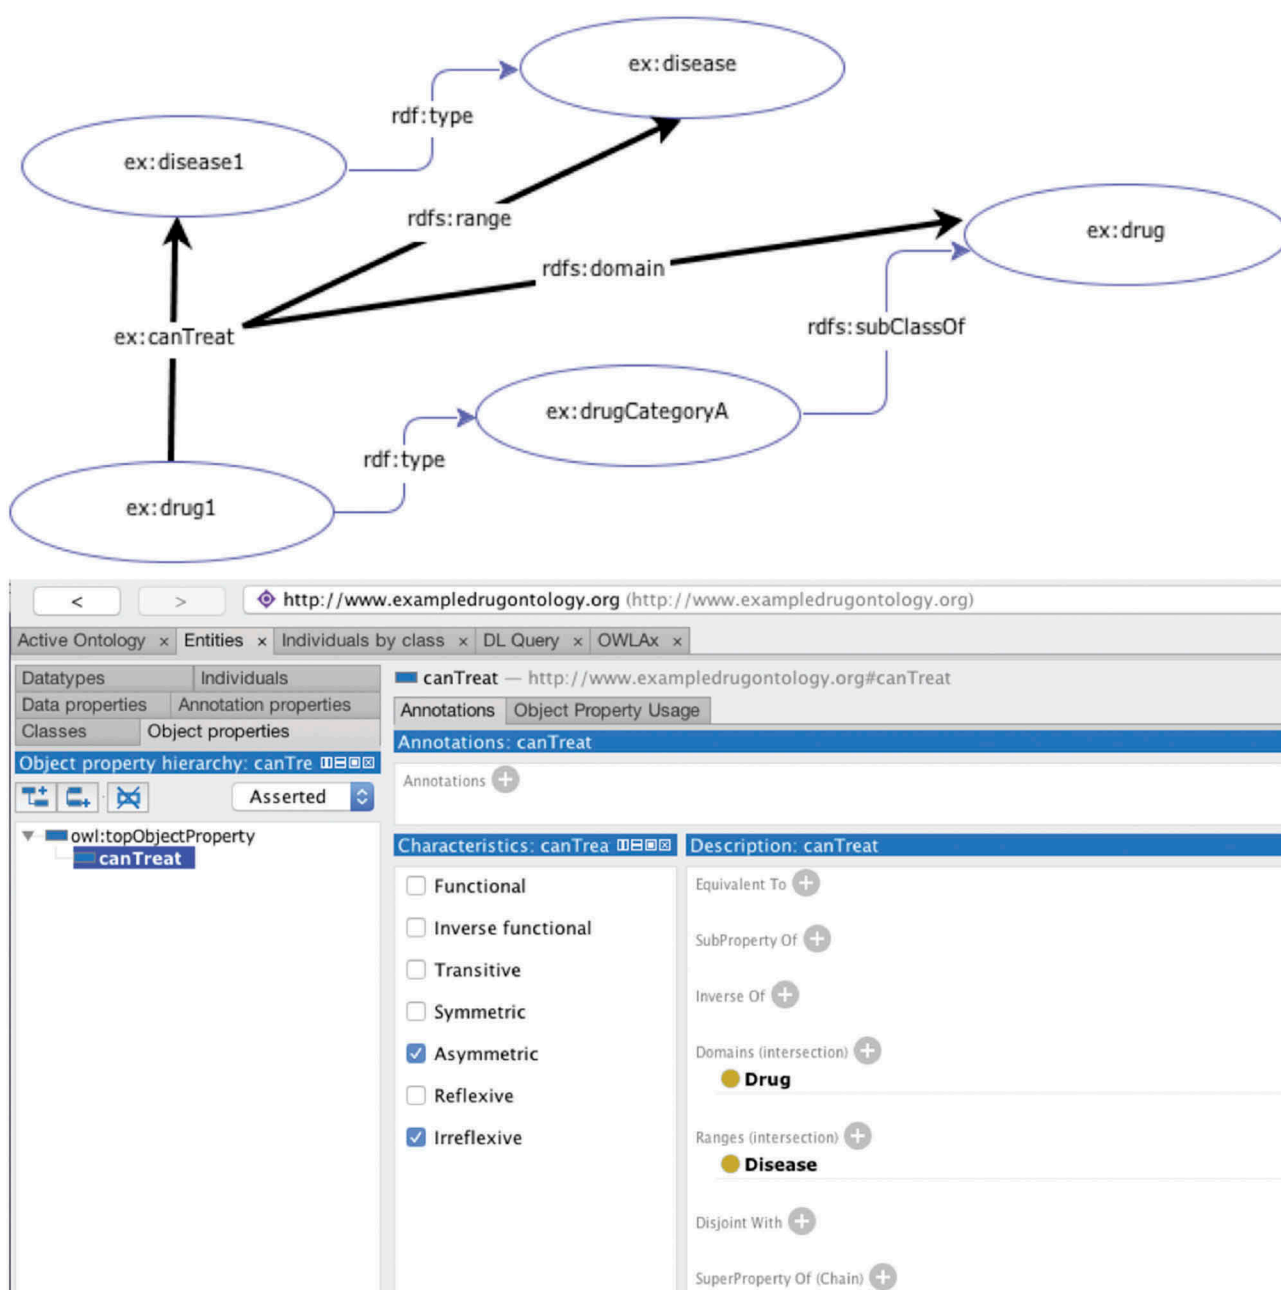 ex:disease
rdf:type
ex:disease1
rdfs:range
ex:drug
rdfs:domain
rdfs:subClassOf
ex:canTreat
ex:drugCategoryA
rdf:type
ex:drug1
< > http://www.exampledrugontology.org (http://www.exampledrugontology.org)
Active Ontology × Entities × Individuals by class × DL Query × OWLAx ×
Datatypes Individuals
Data properties Annotation properties
Classes Object properties
Object property hierarchy: canTre
Asserted
owl:topObjectProperty
canTreat
canTreat — http://www.exampledrugontology.org#canTreat
Annotations Object Property Usage
Annotations: canTreat
Annotations
Characteristics: canTrea
Functional
Inverse functional
Transitive
Symmetric
Asymmetric
Reflexive
Irreflexive
Description: canTreat
Equivalent To
SubProperty Of
Inverse Of
Domains (intersection)
Drug
Ranges (intersection)
Disease
Disjoint With
SuperProperty Of (Chain)